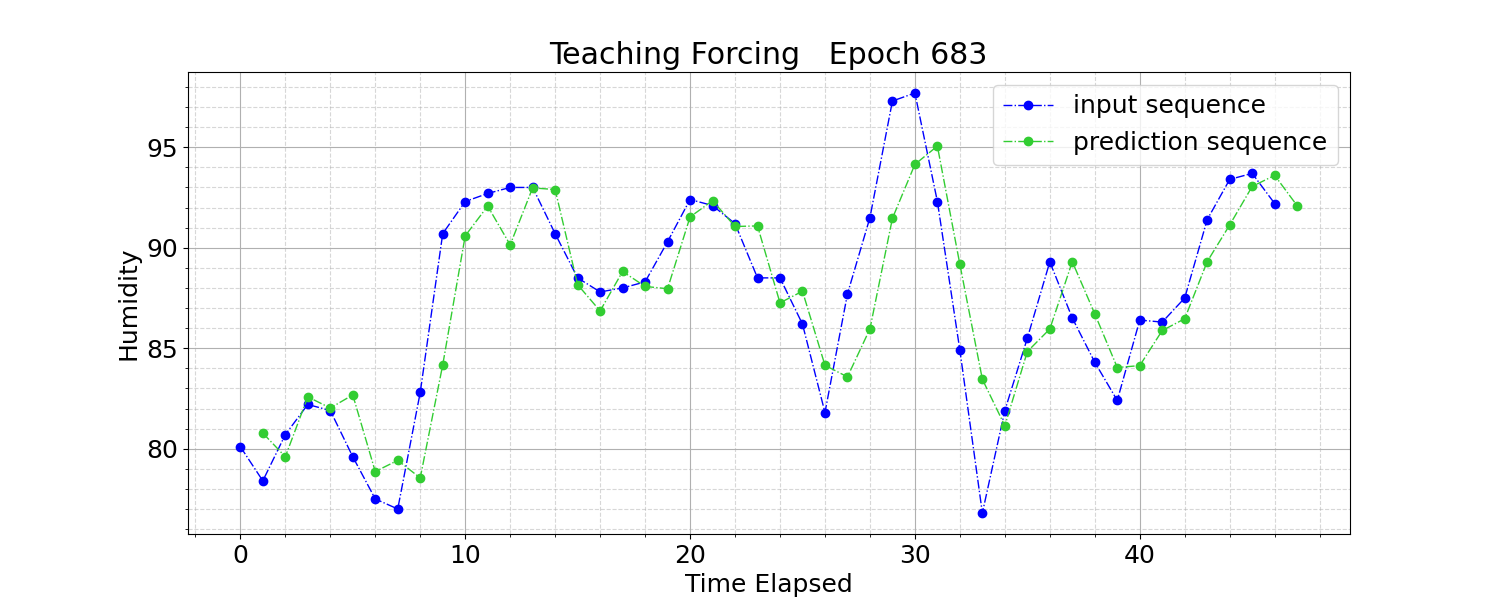 Teaching Forcing   Epoch 683
input sequence
prediction sequence
Humidity
95
90
85
80
0 10 20 30 40
Time Elapsed